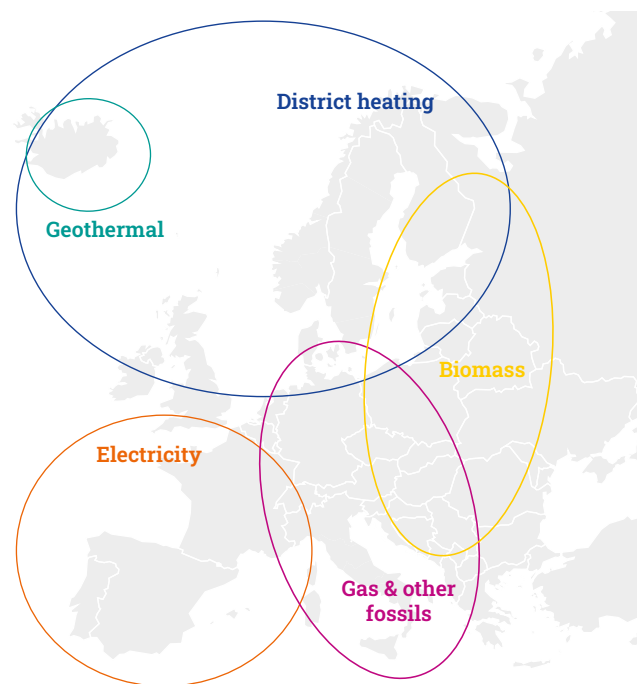 District heating
Geothermal
Biomass
Electricity
Gas & other
fossils